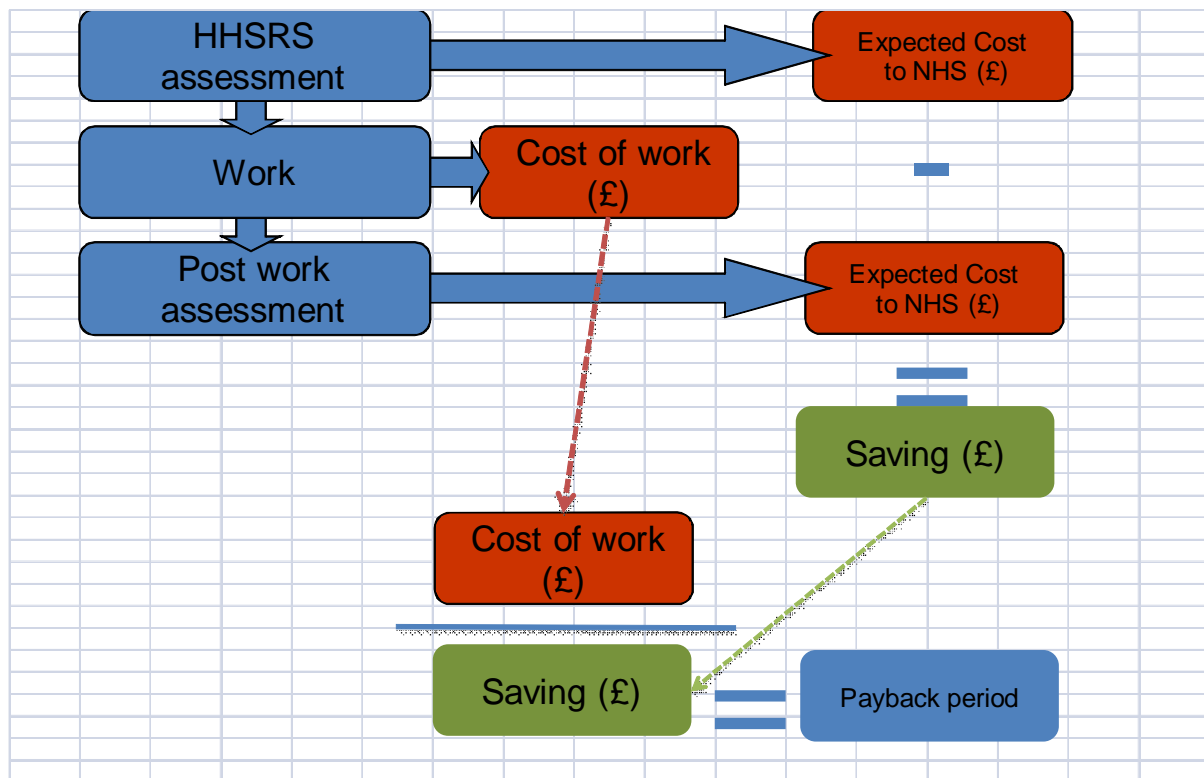 HHSRS
assessment
Expected Cost
to NHS (£)
Work
Cost of work
(£)
Post work
assessment
Expected Cost
to NHS (£)
Saving (£)
Cost of work
(£)
Saving (£)
Payback period